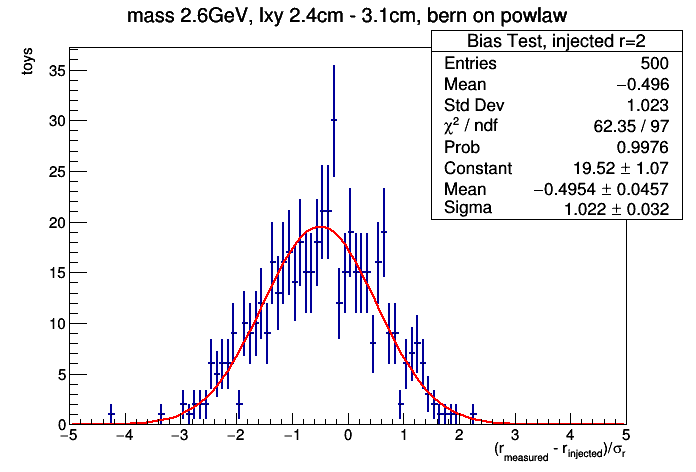 mass 2.6GeV, lxy 2.4cm - 3.1cm, bern on powlaw
Bias Test, injected r=2
Entries 500
Mean −0.496
Std Dev 1.023
χ² / ndf 62.35 / 97
Prob 0.9976
Constant 19.52 ± 1.07
Mean −0.4954 ± 0.0457
Sigma 1.022 ± 0.032
toys
35
30
25
20
15
10
5
0
−5 −4 −3 −2 −1 0 1 2 3 4 5
(r_measured - r_injected)/σ_r